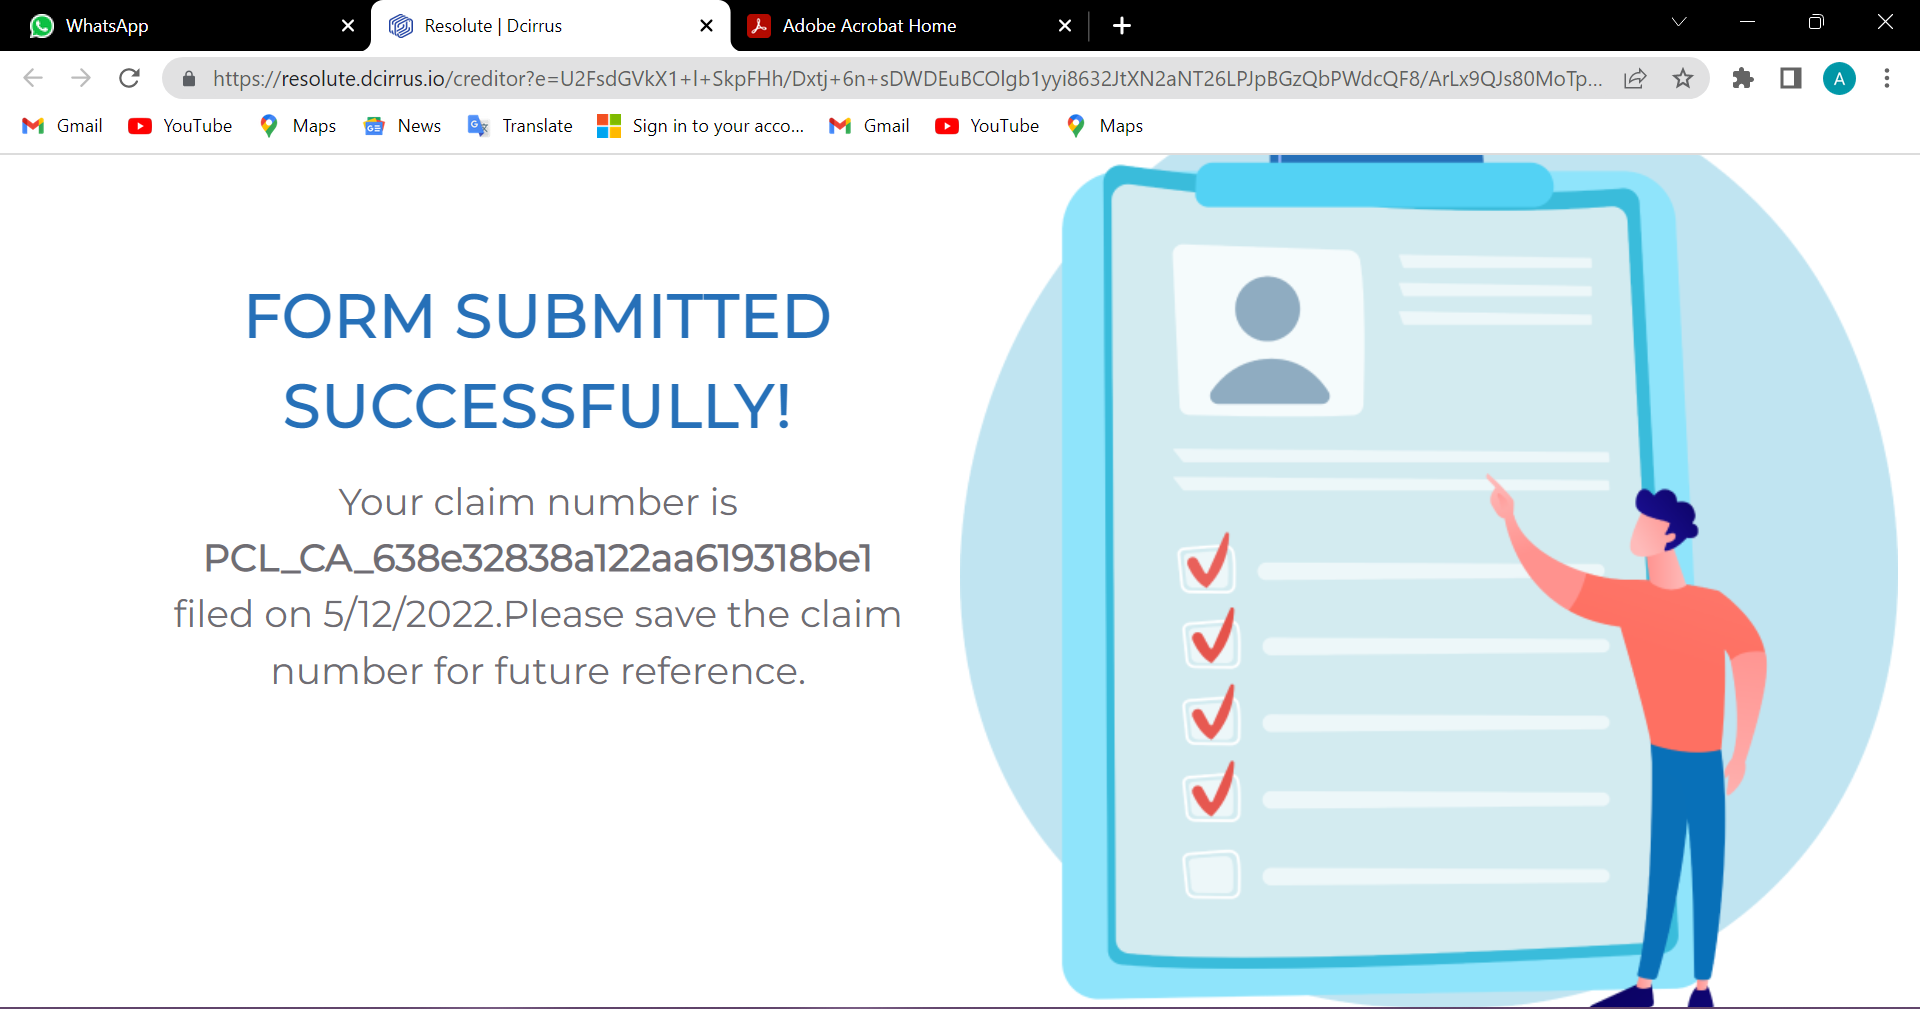 WhatsApp
Resolute | Dcirrus
Adobe Acrobat Home
https://resolute.dcirrus.io/creditor?e=U2FsdGVkX1+l+SkpFHh/Dxtj+6n+sDWDEuBCOlgb1yyi8632JtXN2aNT26LPJpBGzQbPWdcQF8/ArLx9QJs80MoTp...
A
Gmail
YouTube
Maps
News
Translate
Sign in to your acco...
Gmail
YouTube
Maps
FORM SUBMITTED
SUCCESSFULLY!
Your claim number is
PCL_CA_638e32838a122aa619318be1
filed on 5/12/2022.Please save the claim
number for future reference.